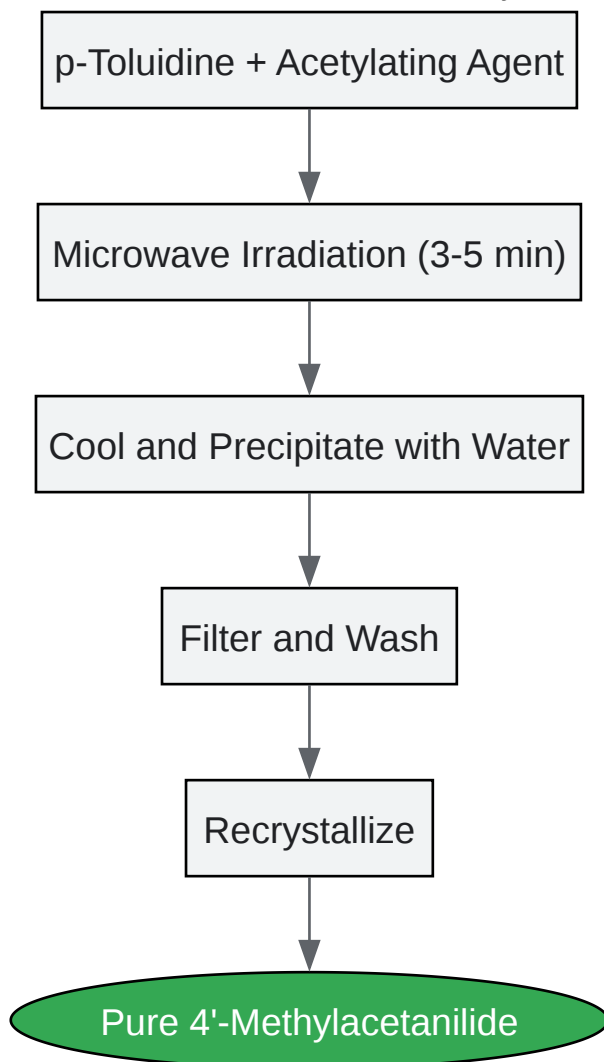 p-Toluidine + Acetylating Agent
Microwave Irradiation (3-5 min)
Cool and Precipitate with Water
Filter and Wash
Recrystallize
Pure 4'-Methylacetanilide